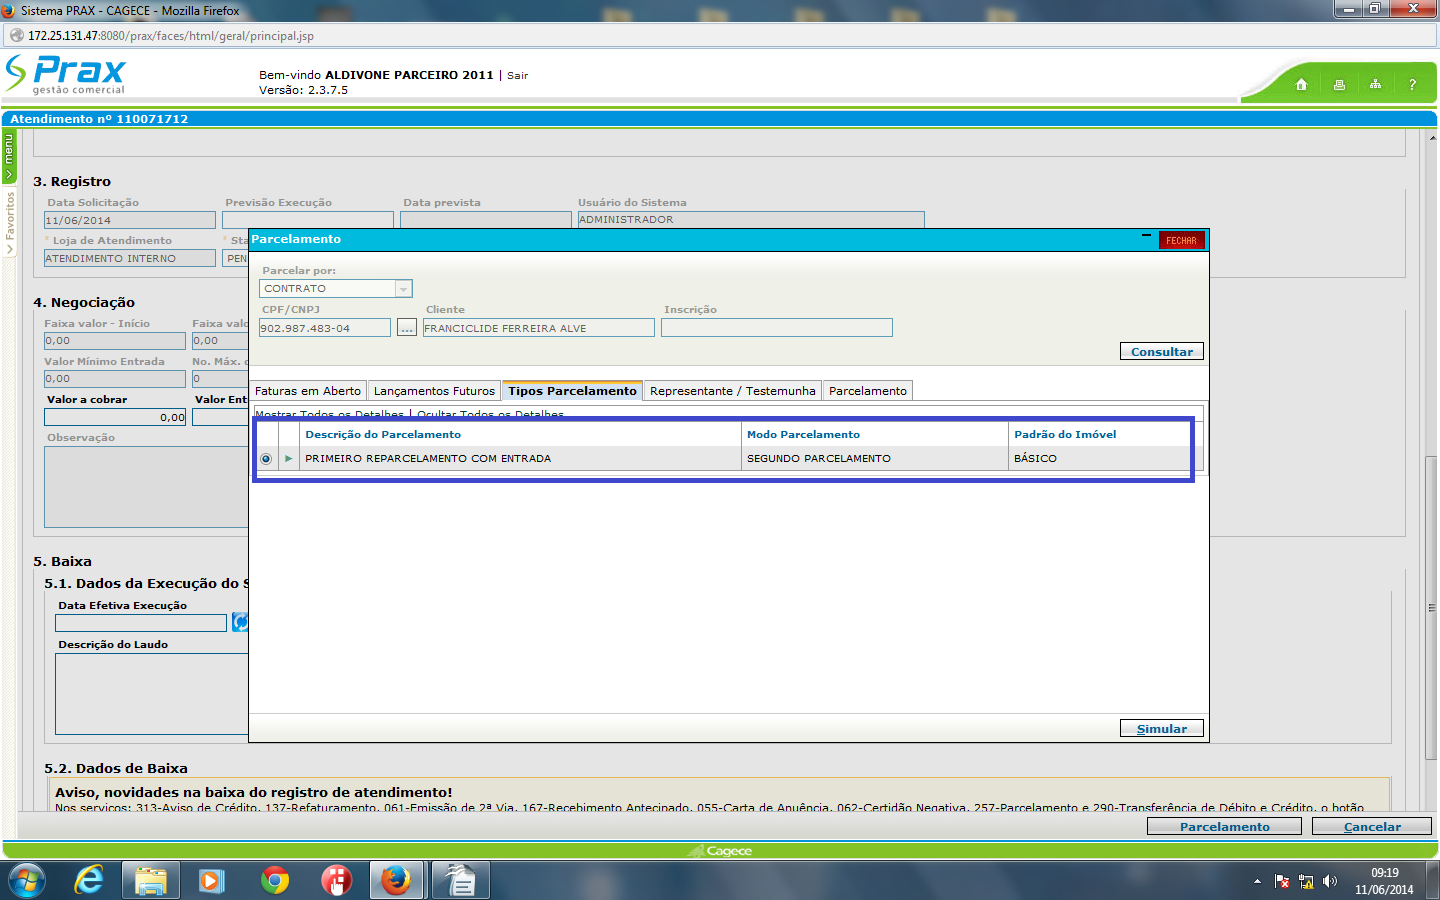 Sistema PRAX - CAGECE - Mozilla Firefox
172.25.131.47:8080/prax/faces/html/geral/principal.jsp
Prax
gestão comercial
Bem-vindo ALDIVONE PARCEIRO 2011 | Sair
Versão: 2.3.7.5
?
Atendimento nº 110071712
menu
Favoritos
3. Registro
Data Solicitação Previsão Execução Data prevista Usuário do Sistema
11/06/2014 ADMINISTRADOR
* Loja de Atendimento * Sta
ATENDIMENTO INTERNO PEN
Parcelamento FECHAR
Parcelar por:
CONTRATO
CPF/CNPJ Cliente Inscrição
902.987.483-04 ... FRANCICLIDE FERREIRA ALVE
Consultar
Faturas em Aberto Lançamentos Futuros Tipos Parcelamento Representante / Testemunha Parcelamento
Mostrar Todos os Detalhes | Ocultar Todos os Detalhes
Descrição do Parcelamento Modo Parcelamento Padrão do Imóvel
PRIMEIRO REPARCELAMENTO COM ENTRADA SEGUNDO PARCELAMENTO BÁSICO
Simular
4. Negociação
Faixa valor - Início Faixa valo
0,00 0,00
Valor Mínimo Entrada No. Máx. c
0,00 0
Valor a cobrar Valor Ent
0,00
Observação
5. Baixa
5.1. Dados da Execução do S
Data Efetiva Execução
Descrição do Laudo
5.2. Dados de Baixa
Aviso, novidades na baixa do registro de atendimento!
Nos serviços: 313-Aviso de Crédito, 137-Refaturamento, 061-Emissão de 2ª Via, 167-Recebimento Antecipado, 055-Carta de Anuência, 062-Certidão Negativa, 257-Parcelamento e 290-Transferência de Débito e Crédito, o botão
Parcelamento Cancelar
Cagece
09:19
11/06/2014